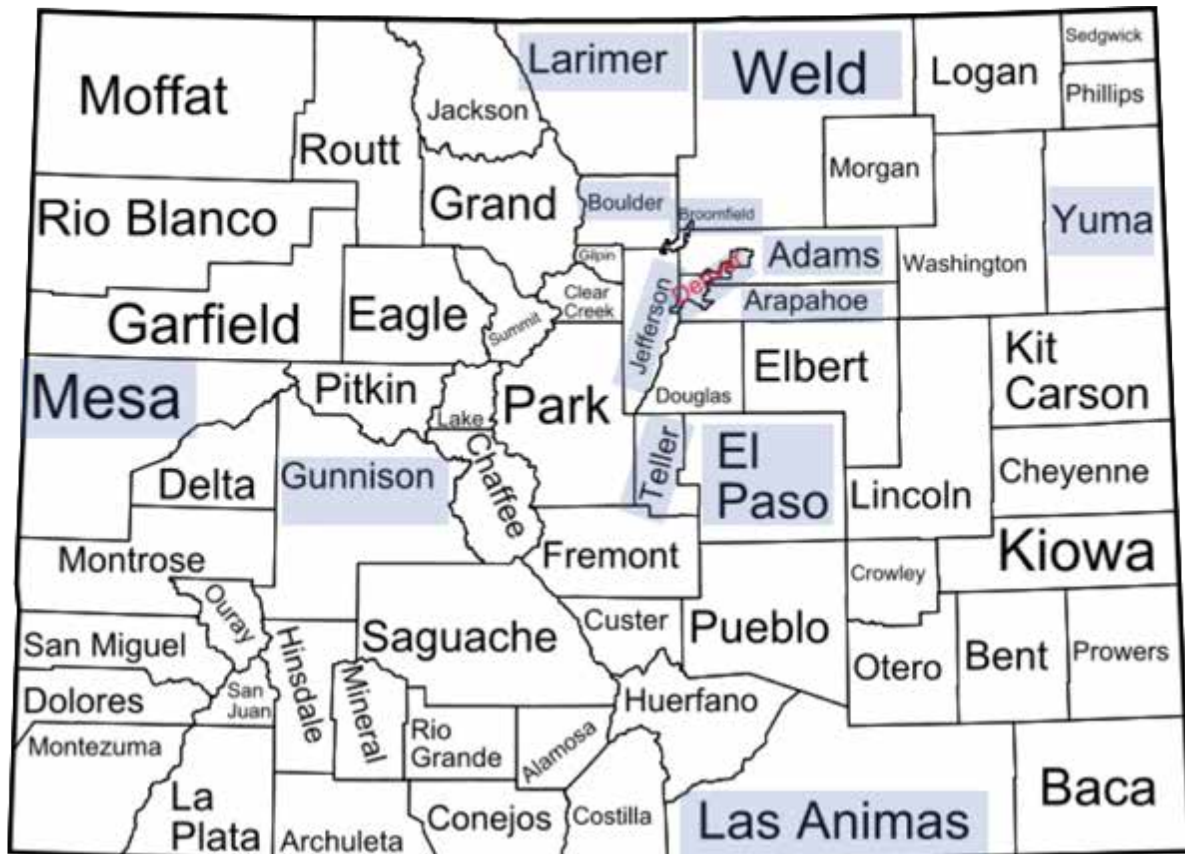 Moffat
Routt
Jackson
Larimer
Weld
Logan
Sedgwick
Phillips
Morgan
Rio Blanco
Grand
Boulder
Broomfield
Yuma
Washington
Adams
Denver
Arapahoe
Gilpin
Clear
Creek
Jefferson
Garfield
Eagle
Summit
Mesa
Pitkin
Lake
Park
Douglas
Elbert
Kit
Carson
Delta
Gunnison
Chaffee
Teller
El
Paso
Lincoln
Cheyenne
Montrose
Fremont
Crowley
Kiowa
Ouray
San Miguel
Hinsdale
Saguache
Custer
Pueblo
Otero
Bent
Prowers
Dolores
San
Juan
Mineral
Rio
Grande
Alamosa
Huerfano
Montezuma
La
Plata
Archuleta
Conejos
Costilla
Las Animas
Baca